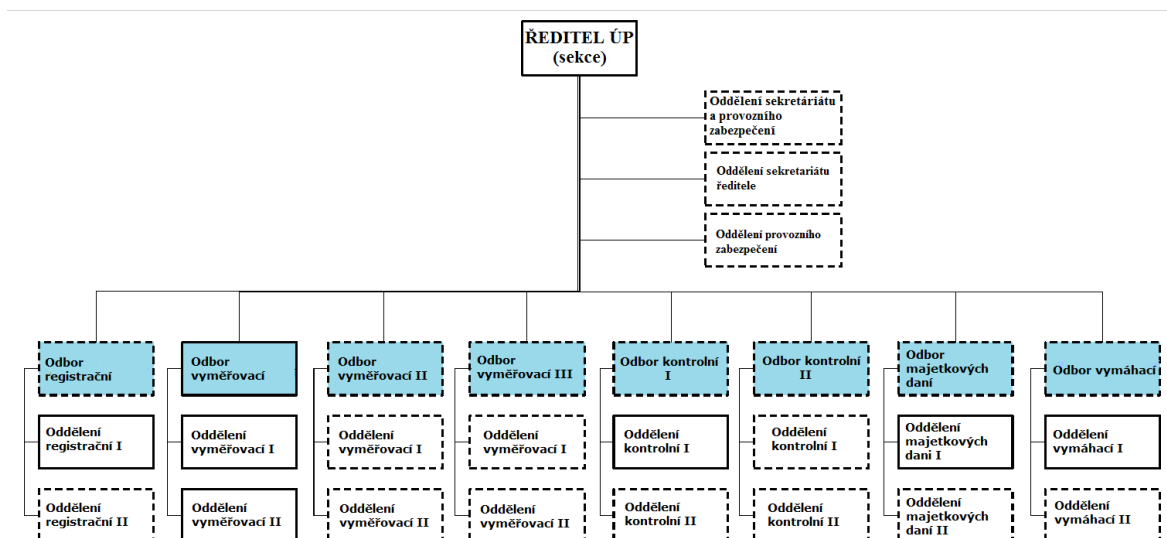 ŘEDITEL ÚP
(sekce)
Oddělení sekretáriátu
a provozního
zabezpečení
Oddělení sekretariátu
ředitele
Oddělení provozního
zabezpečení
Odbor
registrační
Odbor
vyměřovací
Odbor
vyměřovací II
Odbor
vyměřovací III
Odbor kontrolní
I
Odbor kontrolní
II
Odbor
majetkových
daní
Odbor vymáhací
Oddělení
registrační I
Oddělení
vyměřovací I
Oddělení
vyměřovací I
Oddělení
vyměřovací I
Oddělení
kontrolní I
Oddělení
kontrolní I
Oddělení
majetkových
dani I
Oddělení
vymáhací I
Oddělení
registrační II
Oddělení
vyměřovací II
Oddělení
vyměřovací II
Oddělení
vyměřovací II
Oddělení
kontrolní II
Oddělení
kontrolní II
Oddělení
majetkových
daní II
Oddělení
vymáhací II